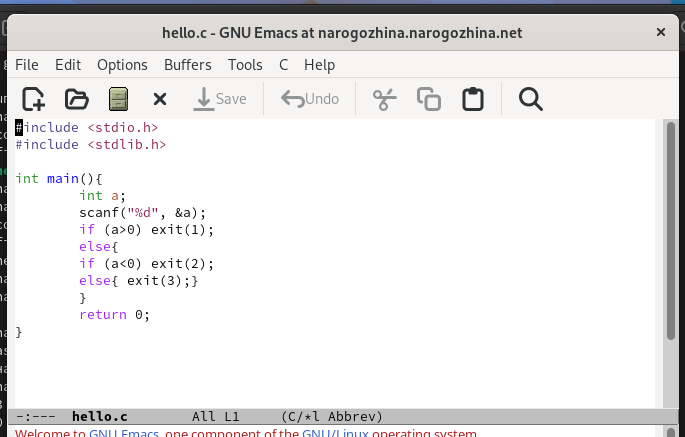 hello.c - GNU Emacs at narogozhina.narogozhina.net
File Edit Options Buffers Tools C Help
Save Undo
#include <stdio.h>
#include <stdlib.h>

int main(){
        int a;
        scanf("%d", &a);
        if (a>0) exit(1);
        else{
        if (a<0) exit(2);
        else{ exit(3);}
        }
        return 0;
}
-:--- hello.c All L1 (C/*l Abbrev)
Welcome to GNU Emacs, one component of the GNU/Linux operating system.